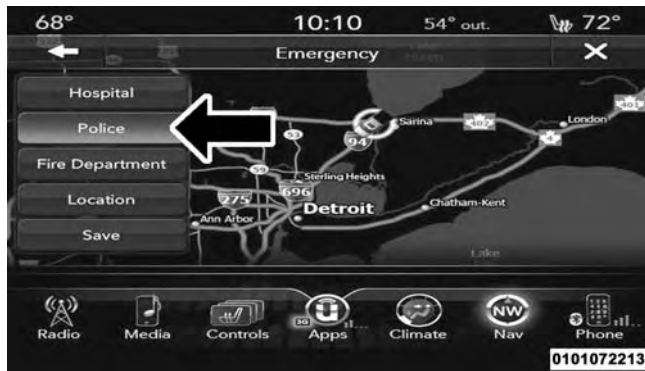 68°
10:10
54° out.
72°
Emergency
Hospital
Police
Fire Department
Location
Save
Sarina
402
403
London
4
53
94
59
Sterling Heights
696
275
Detroit
Ann Arbor
Chatham-Kent
Lake
Radio
Media
Controls
3G
Apps
Climate
NW
Nav
Phone
0101072213